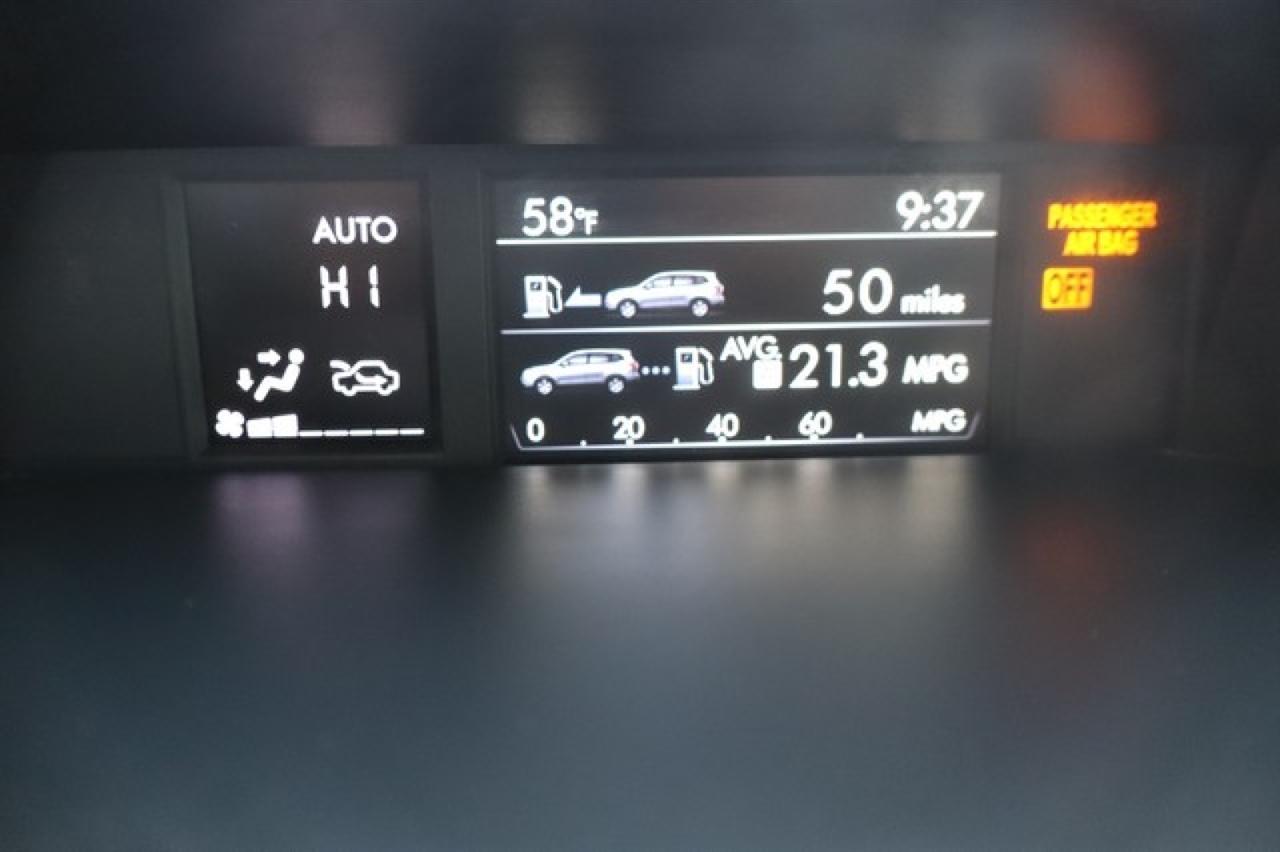 AUTO
HI
58°F 9:37
50 miles
AVG. 21.3 MPG
0 20 40 60 MPG
PASSENGER
AIR BAG
OFF